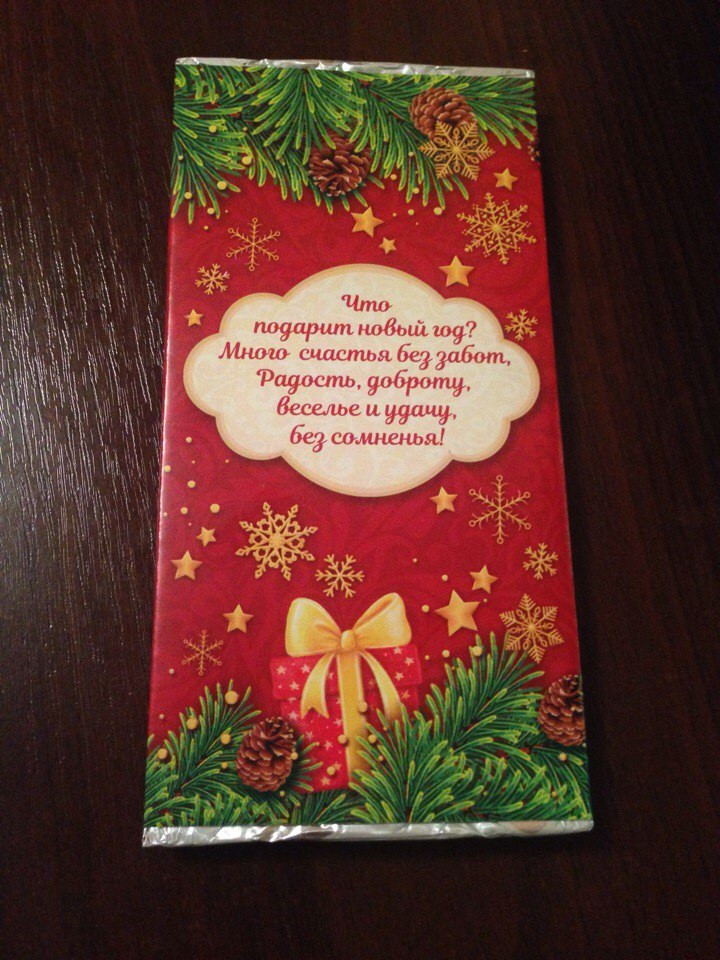 Что
подарит новый год?
Много счастья без забот,
Радость, доброту,
веселье и удачу,
без сомненья!